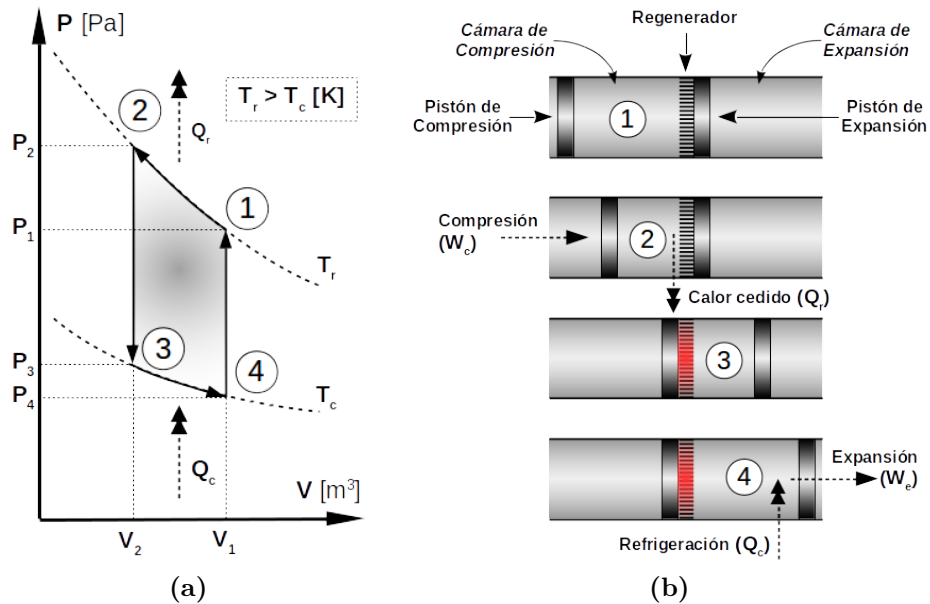 P [Pa]
T_r > T_c [K]
2
Q_r
P_2
1
P_1
T_r
3
4
P_3
P_4
T_c
Q_c
V [m³]
V_2
V_1
(a)
Regenerador
Cámara de
Compresión
Cámara de
Expansión
Pistón de
Compresión
1
Pistón de
Expansión
Compresión
(W_c)
2
Calor cedido (Q_r)
3
4
Expansión
(W_e)
Refrigeración (Q_c)
(b)